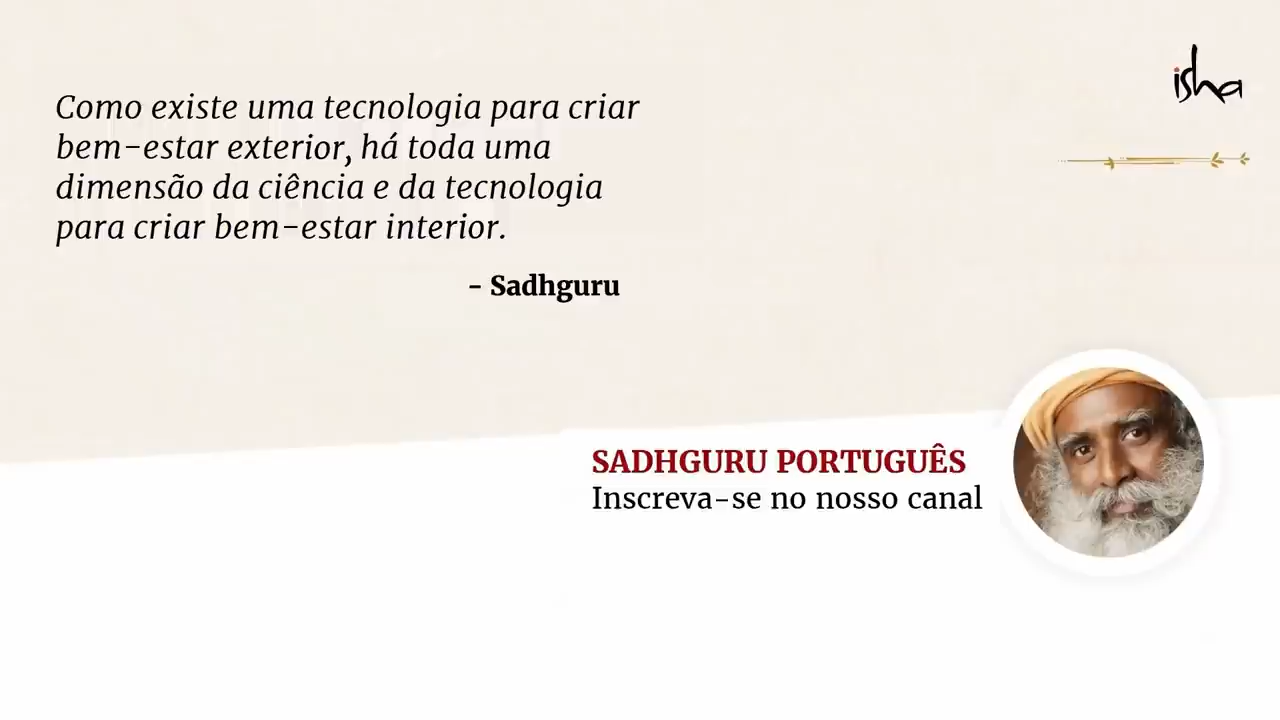 isha
Como existe uma tecnologia para criar
bem-estar exterior, há toda uma
dimensão da ciência e da tecnologia
para criar bem-estar interior.
- Sadhguru
SADHGURU PORTUGUÊS
Inscreva-se no nosso canal